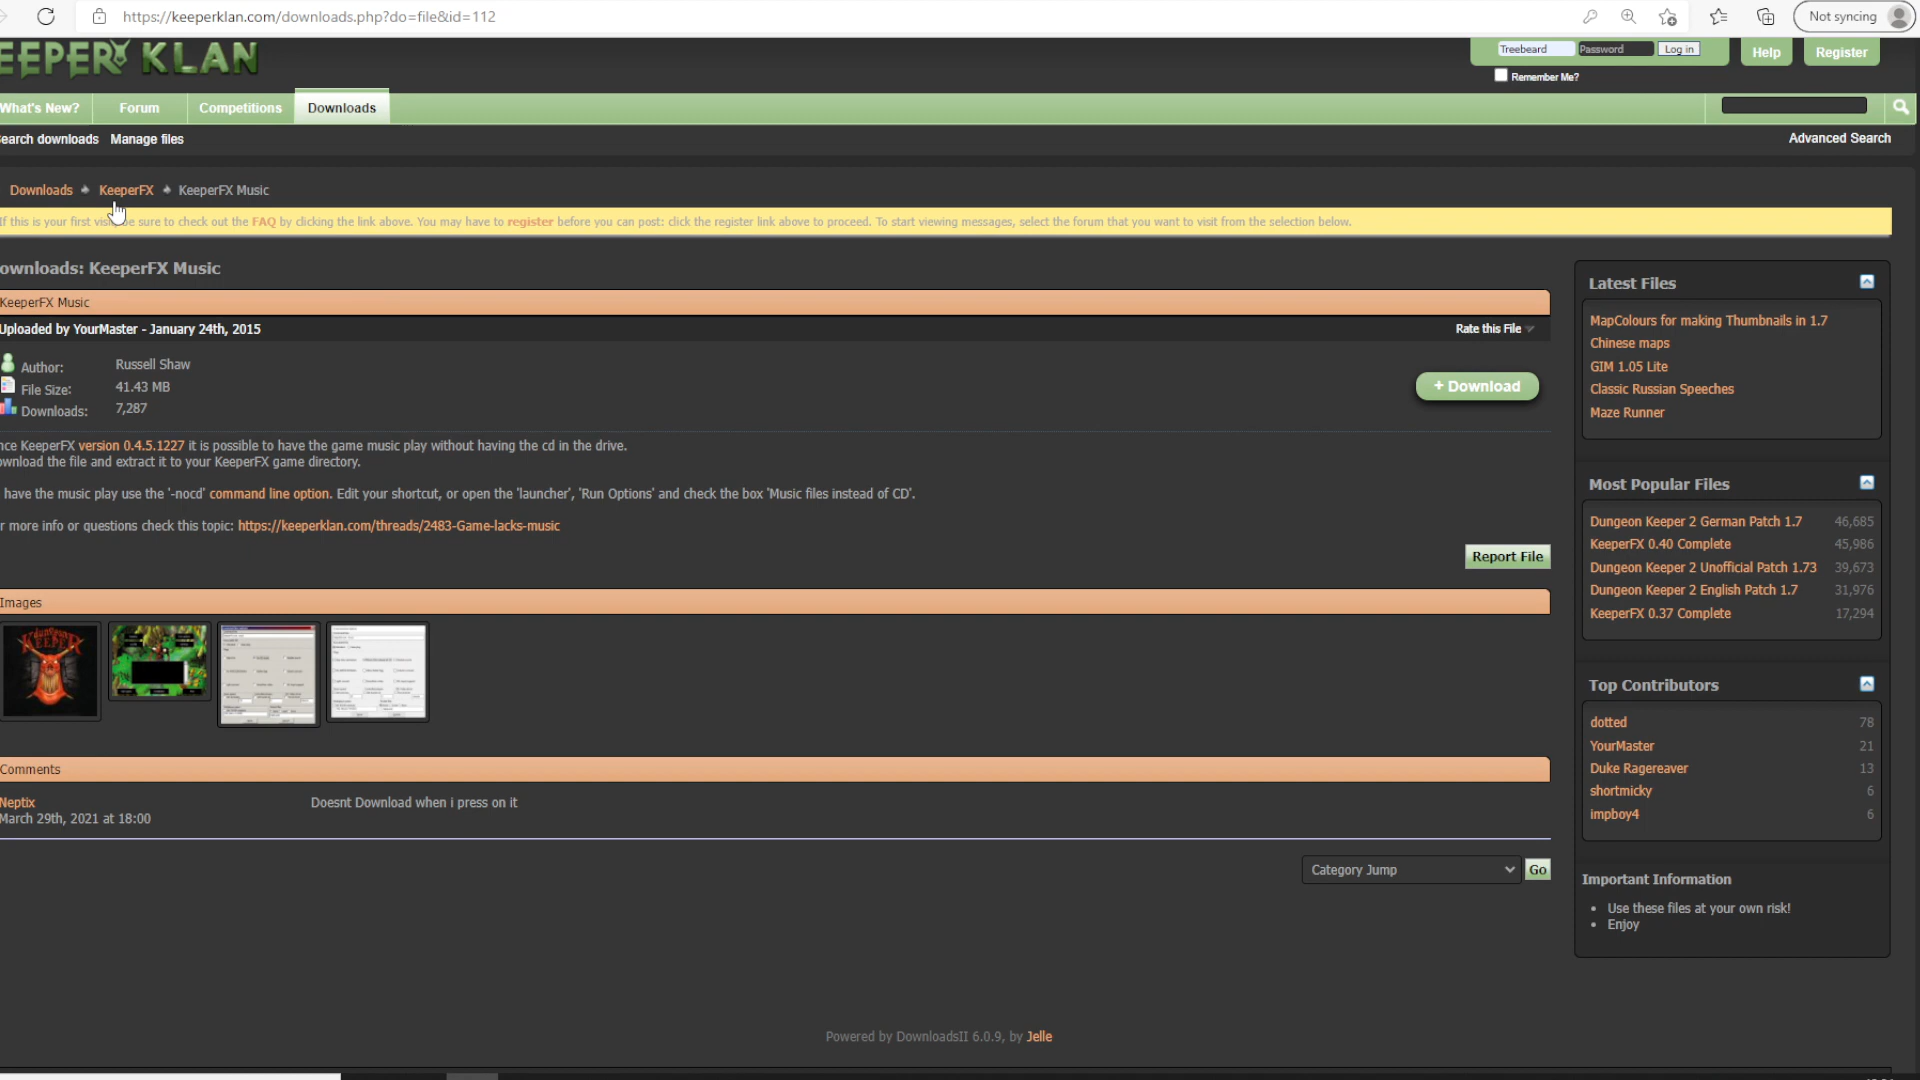 https://keeperklan.com/downloads.php?do=file&id=112
Not syncing
EEPER KLAN
Treebeard Password Log in
Help
Register
Remember Me?
What's New? Forum Competitions Downloads
earch downloads Manage files
Advanced Search
Downloads KeeperFX KeeperFX Music
If this is your first visi be sure to check out the FAQ by clicking the link above. You may have to register before you can post: click the register link above to proceed. To start viewing messages, select the forum that you want to visit from the selection below.
ownloads: KeeperFX Music
KeeperFX Music
Uploaded by YourMaster - January 24th, 2015
Rate this File
Author: Russell Shaw
File Size: 41.43 MB
Downloads: 7,287
+ Download
nce KeeperFX version 0.4.5.1227 it is possible to have the game music play without having the cd in the drive.
ownload the file and extract it to your KeeperFX game directory.
have the music play use the '-nocd' command line option. Edit your shortcut, or open the 'launcher', 'Run Options' and check the box 'Music files instead of CD'.
r more info or questions check this topic: https://keeperklan.com/threads/2483-Game-lacks-music
Report File
Images
Dungeon
KEEPER
Comments
Neptix
March 29th, 2021 at 18:00
Doesnt Download when i press on it
Category Jump
Go
Latest Files
MapColours for making Thumbnails in 1.7
Chinese maps
GIM 1.05 Lite
Classic Russian Speeches
Maze Runner
Most Popular Files
Dungeon Keeper 2 German Patch 1.7 46,685
KeeperFX 0.40 Complete 45,986
Dungeon Keeper 2 Unofficial Patch 1.73 39,673
Dungeon Keeper 2 English Patch 1.7 31,976
KeeperFX 0.37 Complete 17,294
Top Contributors
dotted 78
YourMaster 21
Duke Ragereaver 13
shortmicky 6
impboy4 6
Important Information
• Use these files at your own risk!
• Enjoy
Powered by DownloadsII 6.0.9, by Jelle